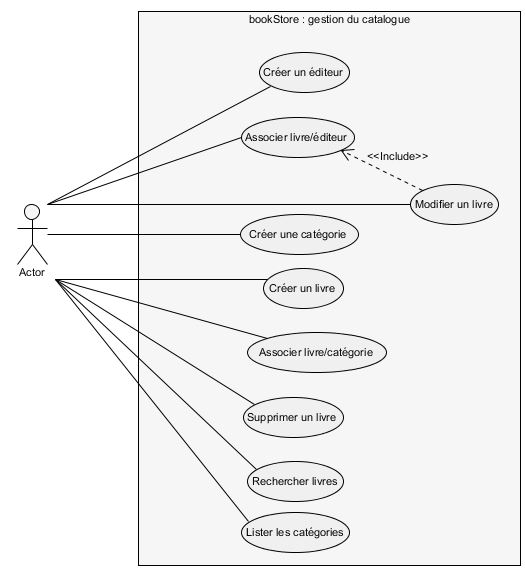 bookStore : gestion du catalogue
Créer un éditeur
Associer livre/éditeur
<<Include>>
Modifier un livre
Créer une catégorie
Actor
Créer un livre
Associer livre/catégorie
Supprimer un livre
Rechercher livres
Lister les catégories